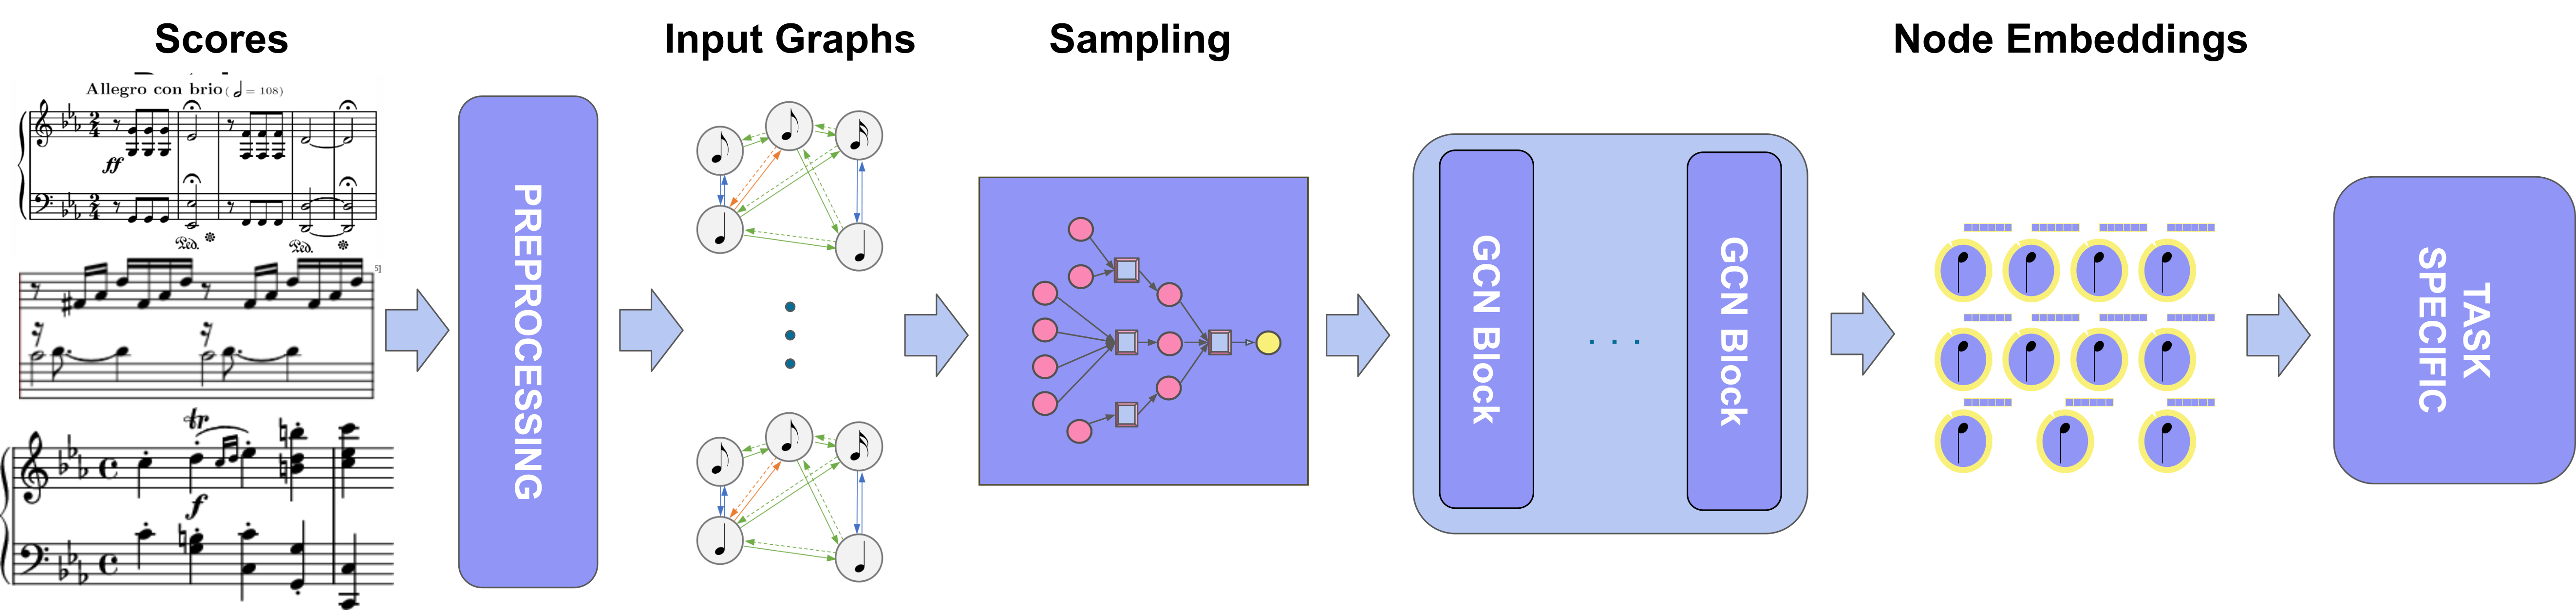 Scores
Input Graphs
Sampling
Node Embeddings
Allegro con brio ( 𝅗𝅥 = 108)
ff
Ped.
Ped.
5]
tr
f
PREPROCESSING
GCN Block
. . .
GCN Block
TASK
SPECIFIC